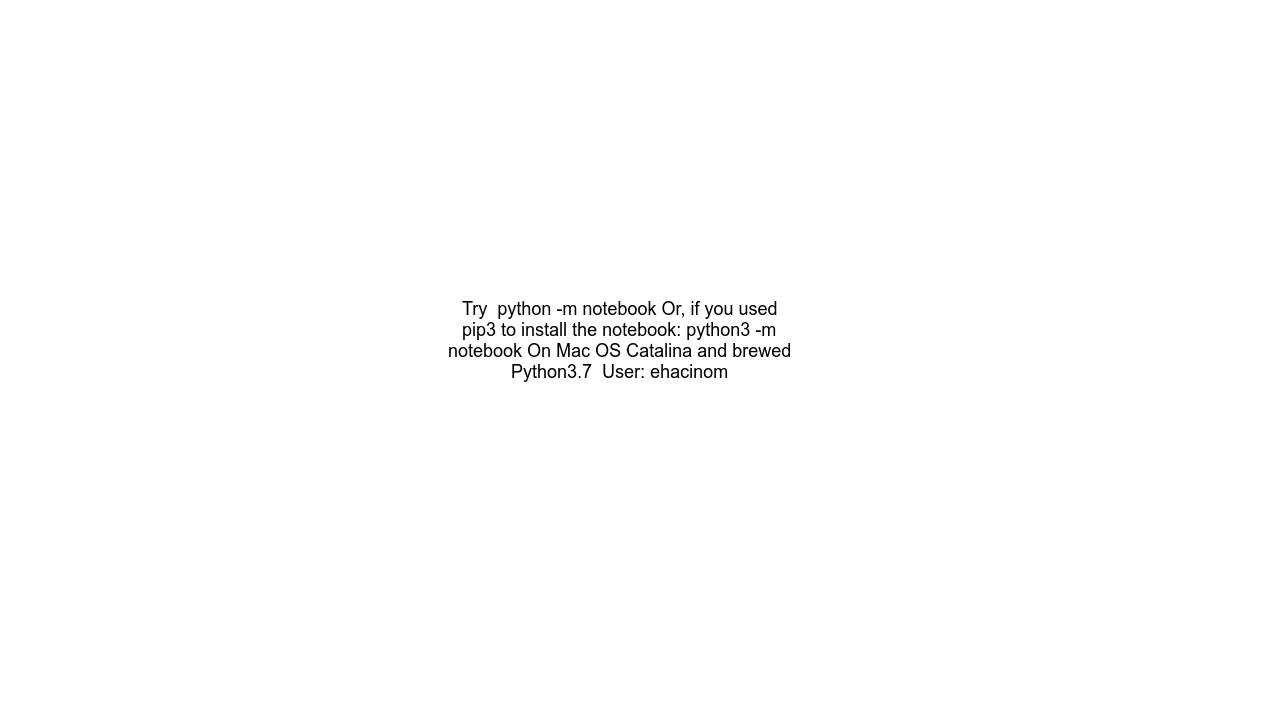 Try  python -m notebook Or, if you used
pip3 to install the notebook: python3 -m
notebook On Mac OS Catalina and brewed
Python3.7  User: ehacinom